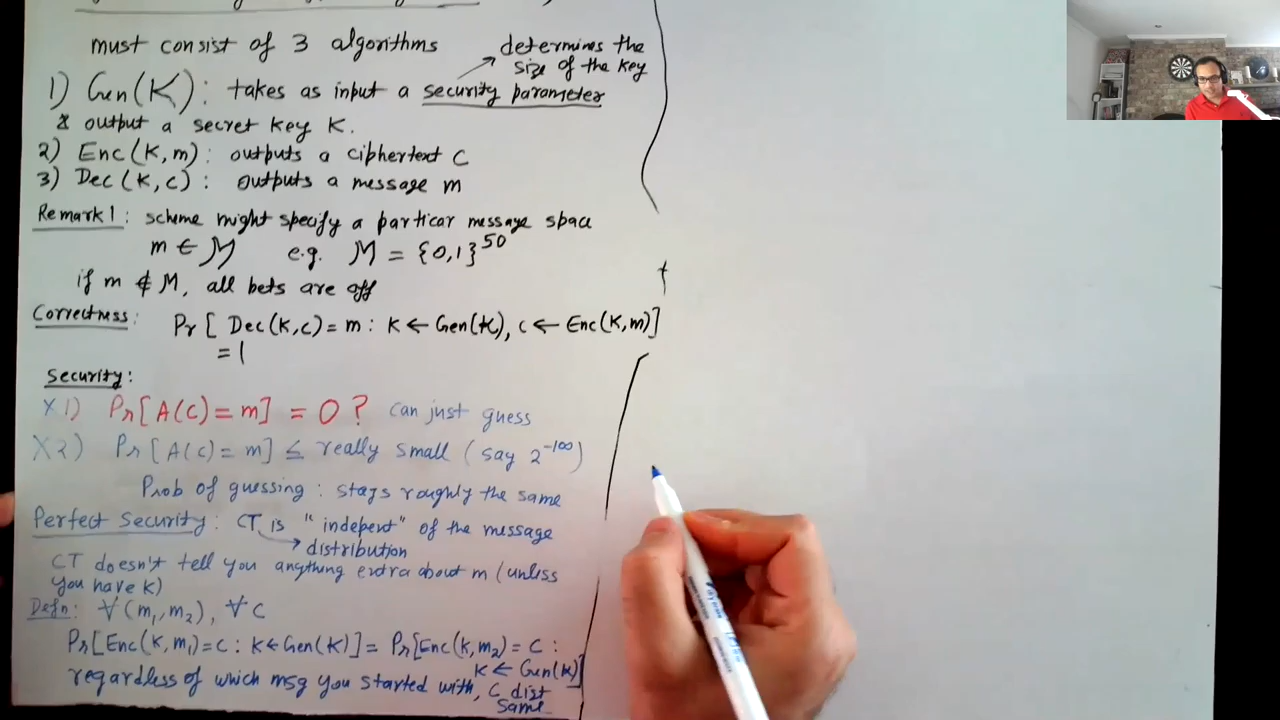 must consist of 3 algorithms
determines the
size of the key
1) Gen(K): takes as input a security parameter
& output a secret key K.
2) Enc(K,m): outputs a ciphertext C
3) Dec(K,c): outputs a message m
Remark 1: scheme might specify a particar message space
m ∈ M e.g. M = {0,1}^50
if m ∉ M, all bets are off
Correctness: Pr[ Dec(K,c) = m : K ← Gen(K), c ← Enc(K,m)]
= 1
Security:
X 1) Pr[A(C) = m] = 0? can just guess
X 2) Pr[A(c) = m] ≤ really small (say 2^-100)
Prob of guessing : stays roughly the same
Perfect Security: CT is "indepent" of the message
distribution
CT doesn't tell you anything extra about m (unless
you have K)
Defn: ∀(m₁,m₂), ∀ C
Pr[Enc(K,m₁)=C : K←Gen(K)] = Pr[Enc(K,m₂) = C :
K ← Gen(K)]
regardless of which msg you started with, C dist
same